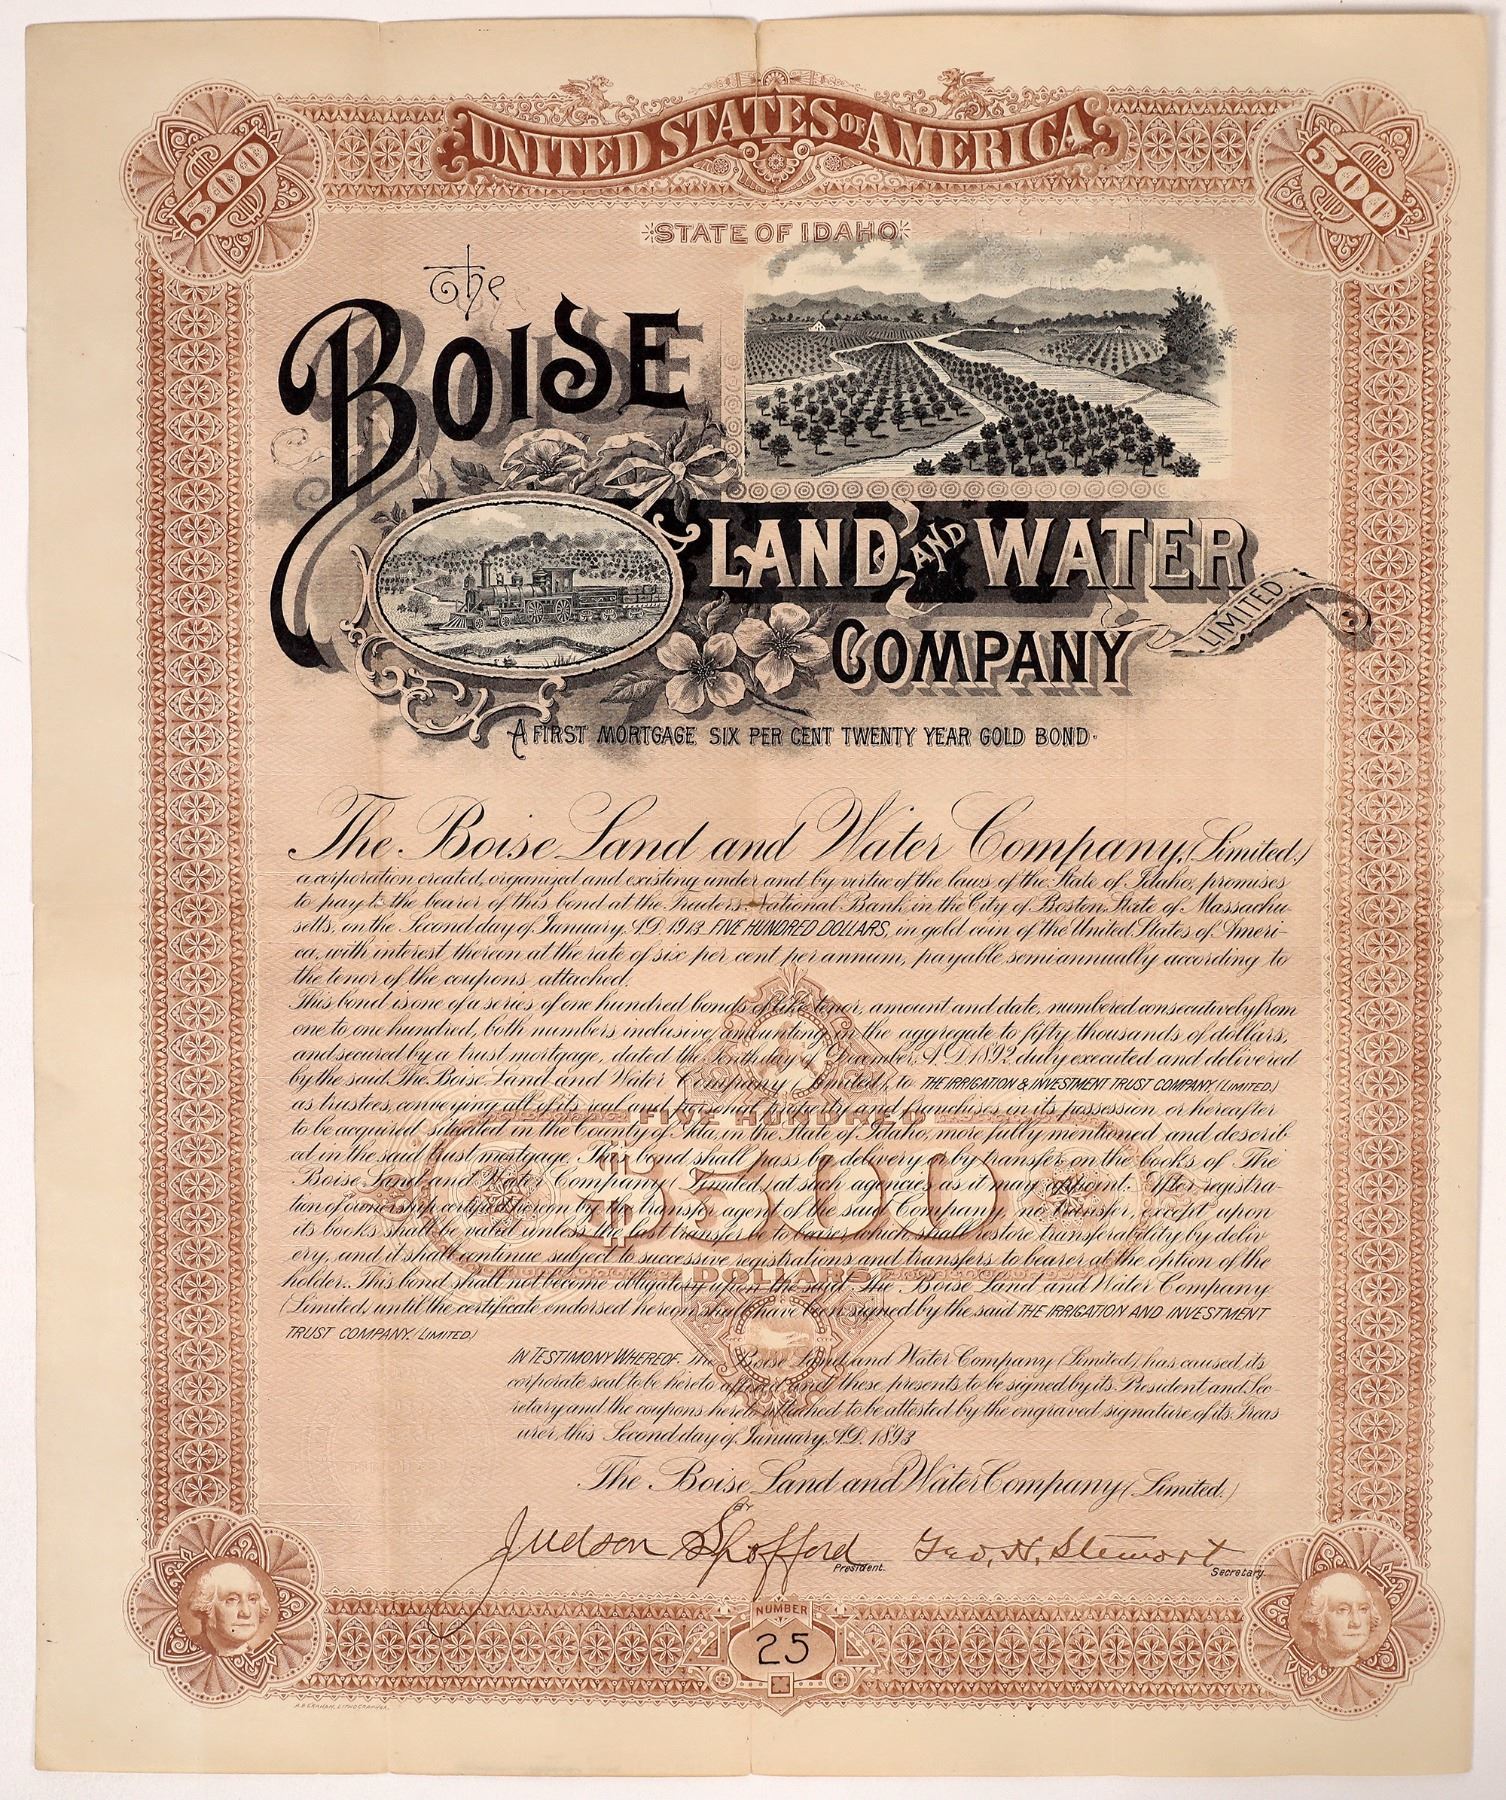 UNITED STATES OF AMERICA
500
500
STATE OF IDAHO
The
BOISE
LAND AND WATER
LIMITED
COMPANY
A FIRST MORTGAGE SIX PER CENT TWENTY YEAR GOLD BOND.
The Boise Land and Water Company, (Limited,)
a corporation created, organized and existing under and by virtue of the laws of the State of Idaho, promises
to pay to the bearer of this bond at the Traders National Bank, in the City of Boston, State of Massachu-
setts, on the Second day of January, A.D. 1913. FIVE HUNDRED DOLLARS, in gold coin of the United States of Ameri-
ca, with interest thereon at the rate of six per cent per annum, payable semiannually according to
the tenor of the coupons attached.
This bond is one of a series of one hundred bonds of like tenor, amount and date, numbered consecutively from
one to one hundred, both numbers inclusive, amounting in the aggregate to fifty thousands of dollars,
and secured by a trust mortgage, dated the Tenth day of December, A.D. 1892, duly executed and delivered
by the said The Boise Land and Water Company (Limited,) to THE IRRIGATION & INVESTMENT TRUST COMPANY (LIMITED.)
as trustees, conveying all of its real and personal property and franchises in its possession, or hereafter
to be acquired, situated in the County of Ada, in the State of Idaho, more fully mentioned and describ-
ed in the said trust mortgage. This bond shall pass by delivery, or by transfer on the books of The
Boise Land and Water Company (Limited,) at such agencies as it may appoint. After registra-
tion of ownership certified hereon by the transfer agent of the said Company, no transfer, except upon
its books shall be valid unless the last transfer be to bearer, which shall restore transferability by deliv
ery, and it shall continue subject to successive registrations and transfers to bearer at the option of the
holder. This bond shall not become obligatory upon the said The Boise Land and Water Company
(Limited,) until the certificate endorsed hereon shall have been signed by the said THE IRRIGATION AND INVESTMENT
TRUST COMPANY. (LIMITED)
FIVE HUNDRED
$500
DOLLARS
IN TESTIMONY WHEREOF. The Boise Land and Water Company (Limited,) has caused its
corporate seal to be hereto affixed and these presents to be signed by its President and Sec-
retary and the coupons hereto attached to be attested by the engraved signature of its Treas
urer, this Second day of January, A.D. 1893
The Boise Land and Water Company (Limited.)
BY
Judson Spofford Geo. H. Stewart
President. Secretary.
NUMBER
25
A.B. GRAHAM, LITHOGRAPHER.